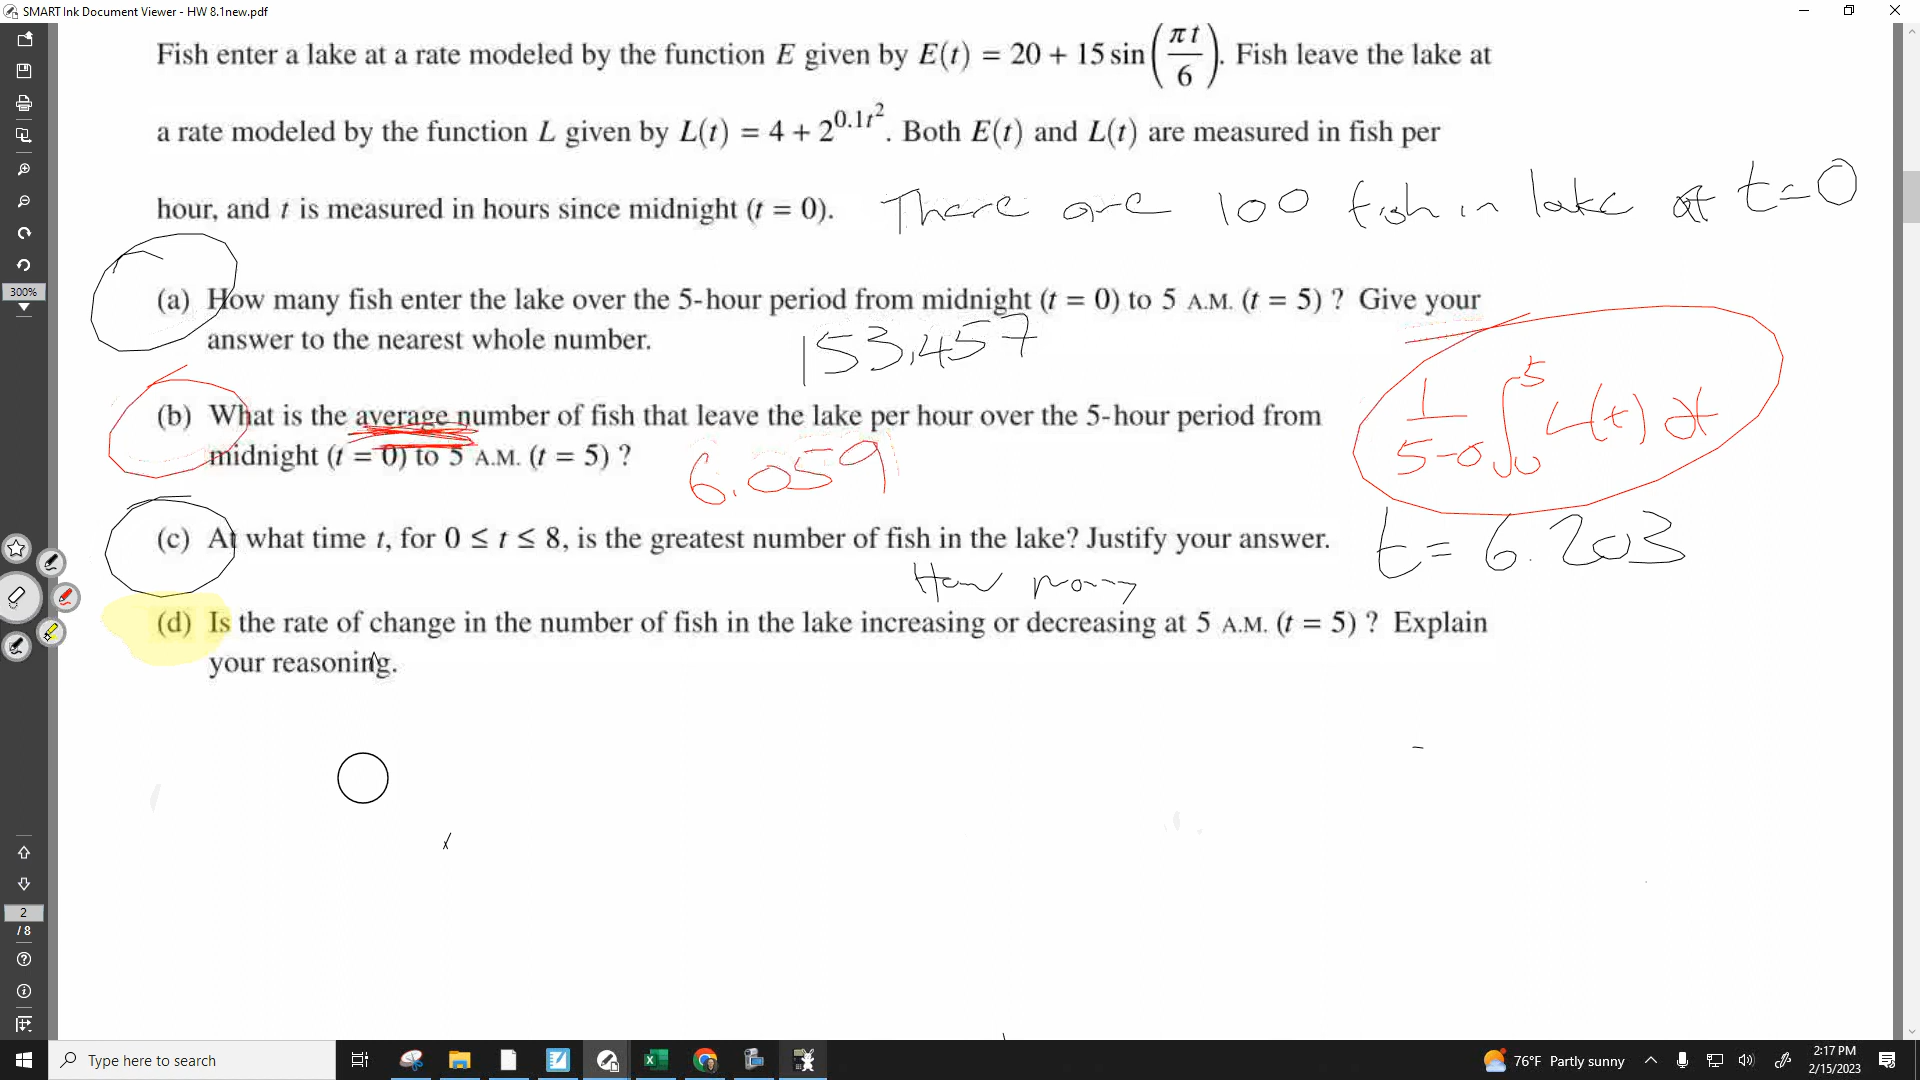 SMART Ink Document Viewer - HW 8.1new.pdf
Fish enter a lake at a rate modeled by the function E given by E(t) = 20 + 15 sin(πt/6). Fish leave the lake at
a rate modeled by the function L given by L(t) = 4 + 2^(0.1t²). Both E(t) and L(t) are measured in fish per
hour, and t is measured in hours since midnight (t = 0). There are 100 fish in lake at t=0
(a) How many fish enter the lake over the 5-hour period from midnight (t = 0) to 5 A.M. (t = 5) ? Give your
answer to the nearest whole number. 153.457
(b) What is the average number of fish that leave the lake per hour over the 5-hour period from
midnight (t = 0) to 5 A.M. (t = 5) ? 6.059
1/(5-0) ∫₀⁵ L(t) dt
(c) At what time t, for 0 ≤ t ≤ 8, is the greatest number of fish in the lake? Justify your answer. t = 6.203
How many
(d) Is the rate of change in the number of fish in the lake increasing or decreasing at 5 A.M. (t = 5) ? Explain
your reasoning.
300%
2
/ 8
Type here to search
76°F Partly sunny
2:17 PM
2/15/2023